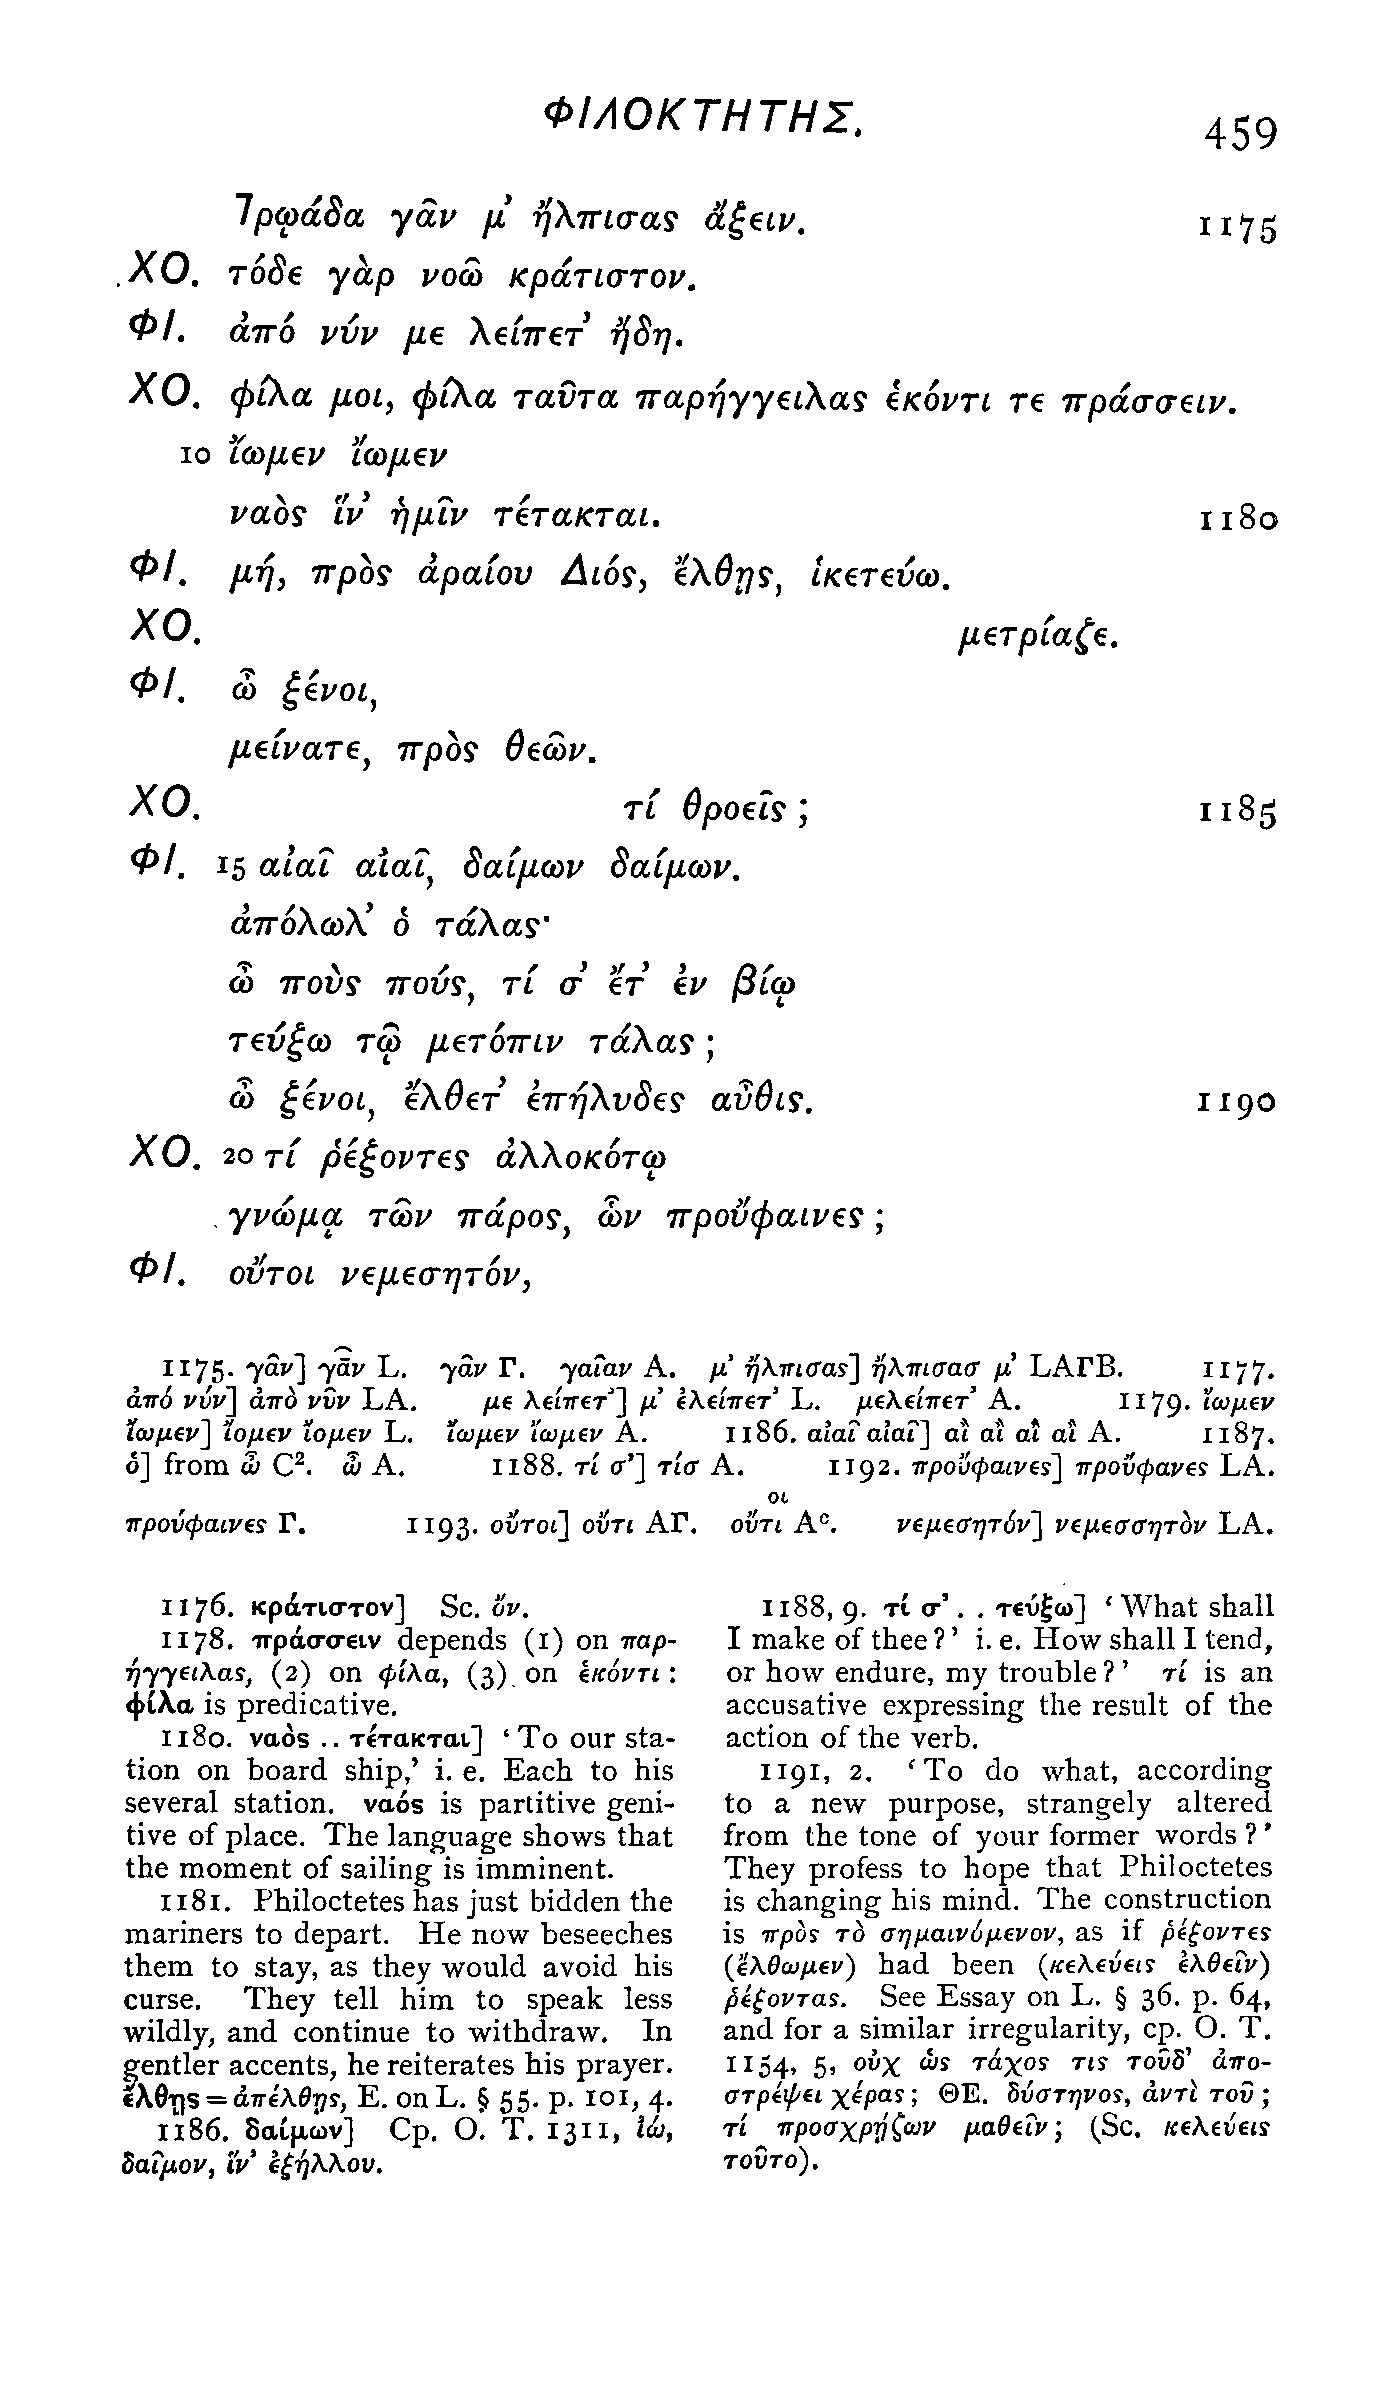 ΦΙΛΟΚΤΗΤΗΣ.
459
Τρῳάδα γᾶν μ’ ἤλπισας ἄξειν. 1175
ΧΟ. τόδε γὰρ νοῶ κράτιστον.
ΦΙ. ἀπό νύν με λείπετ’ ἤδη.
ΧΟ. φίλα μοι, φίλα ταῦτα παρήγγειλας ἑκόντι τε πράσσειν.
10 ἴωμεν ἴωμεν
ναὸς ἵν’ ἡμῖν τέτακται. 1180
ΦΙ. μή, πρὸς ἀραίου Διός, ἔλθῃς, ἱκετεύω.
ΧΟ. μετρίαζε.
ΦΙ. ὦ ξένοι,
μείνατε, πρὸς θεῶν.
ΧΟ. τί θροεῖς ; 1185
ΦΙ. 15 αἰαῖ αἰαῖ, δαίμων δαίμων.
ἀπόλωλ’ ὁ τάλας·
ὦ ποὺς πούς, τί σ’ ἔτ’ ἐν βίῳ
τεύξω τῷ μετόπιν τάλας ;
ὦ ξένοι, ἔλθετ’ ἐπήλυδες αὖθις. 1190
ΧΟ. 20 τί ῥέξοντες ἀλλοκότῳ
γνώμᾳ τῶν πάρος, ὧν προὔφαινες ;
ΦΙ. οὔτοι νεμεσητόν,
1175. γᾶν] γᾶν L. γᾶν Γ. γαῖαν A. μ’ ἤλπισας] ἤλπισασ μ’ LAΓB. 1177.
ἀπό νύν] ἀπὸ νῦν LA. με λείπετ’] μ’ ἐλείπετ’ L. μελείπετ’ A. 1179. ἴωμεν
ἴωμεν] ἴομεν ἴομεν L. ἴωμεν ἴωμεν A. 1186. αἰαῖ αἰαῖ] αἲ αἲ αἲ αἲ A. 1187.
ὁ] from ὦ C². ὦ A. 1188. τί σ’] τίσ A. 1192. προὔφαινες] προὔφανες LA.
οι
προύφαινες Γ. 1193. οὔτοι] οὔτι AΓ. οὔτι Aᶜ. νεμεσητόν] νεμεσσητὸν LA.
1176. κράτιστον] Sc. ὄν.
1178. πράσσειν depends (1) on παρ-
ήγγειλας, (2) on φίλα, (3) on ἑκόντι :
φίλα is predicative.
1180. ναὸς .. τέτακται] ‘To our sta-
tion on board ship,’ i. e. Each to his
several station. ναός is partitive geni-
tive of place. The language shows that
the moment of sailing is imminent.
1181. Philoctetes has just bidden the
mariners to depart. He now beseeches
them to stay, as they would avoid his
curse. They tell him to speak less
wildly, and continue to withdraw. In
gentler accents, he reiterates his prayer.
ἔλθῃς = ἀπέλθῃς, E. on L. § 55. p. 101, 4.
1186. δαίμων] Cp. O. T. 1311, ἰώ,
δαῖμον, ἵν’ ἐξήλλου.
1188, 9. τί σ’ . . τεύξω] ‘What shall
I make of thee?’ i. e. How shall I tend,
or how endure, my trouble?’ τί is an
accusative expressing the result of the
action of the verb.
1191, 2. ‘To do what, according
to a new purpose, strangely altered
from the tone of your former words?’
They profess to hope that Philoctetes
is changing his mind. The construction
is πρὸς τὸ σημαινόμενον, as if ῥέξοντες
(ἔλθωμεν) had been (κελεύεις ἐλθεῖν)
ῥέξοντας. See Essay on L. § 36. p. 64,
and for a similar irregularity, cp. O. T.
1154, 5, οὐχ ὡς τάχος τις τοῦδ’ ἀπο-
στρέψει χέρας ; ΘΕ. δύστηνος, ἀντὶ τοῦ ;
τί προσχρῄζων μαθεῖν ; (Sc. κελεύεις
τοῦτο).